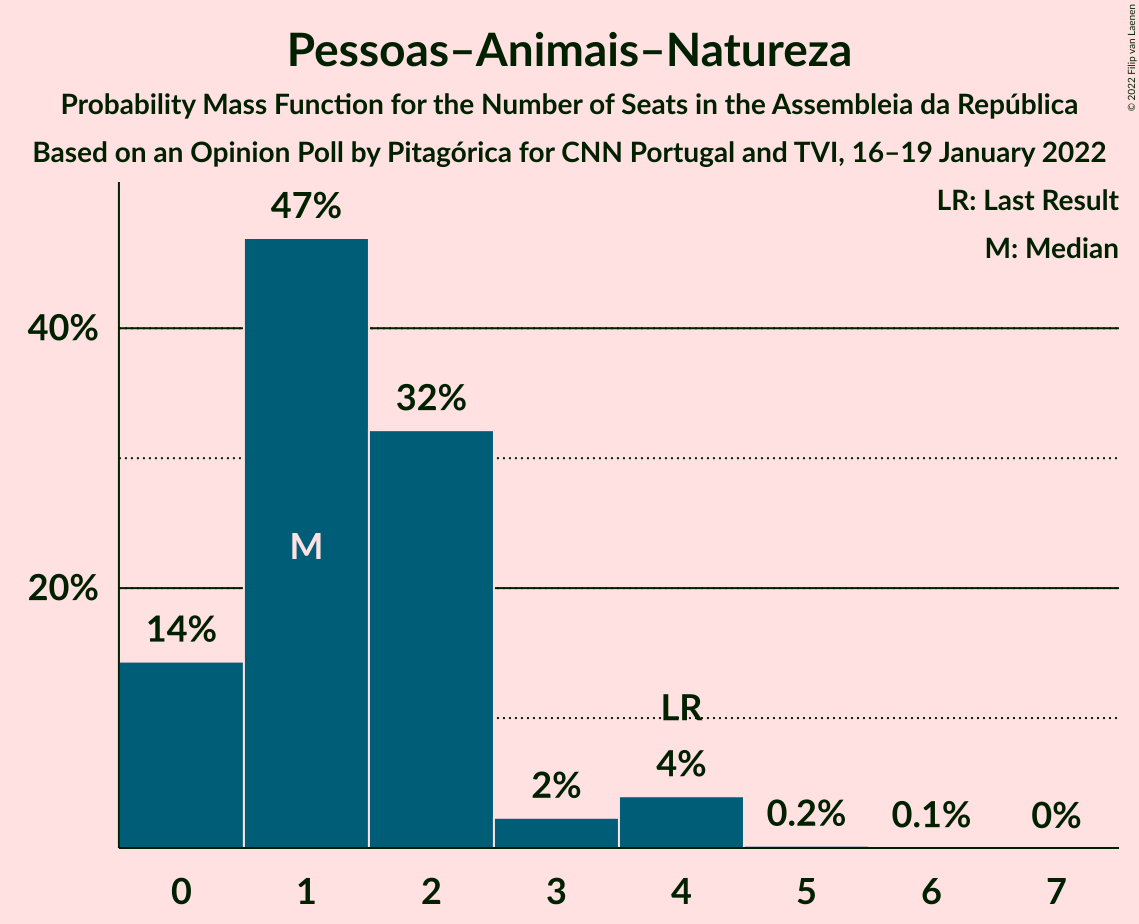 Pessoas–Animais–Natureza
Probability Mass Function for the Number of Seats in the Assembleia da República
Based on an Opinion Poll by Pitagórica for CNN Portugal and TVI, 16–19 January 2022
© 2022 Filip van Laenen
LR: Last Result
M: Median
47%
40%
32%
M
20%
14%
LR
4%
2%
0.2%
0.1%
0%
0 1 2 3 4 5 6 7